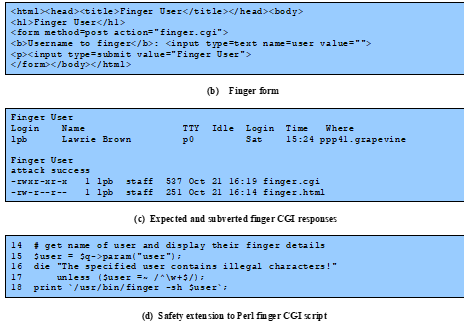 <html><head><title>Finger User</title></head><body>
<h1>Finger User</h1>
<form method=post action="finger.cgi">
<b>Username to finger</b>: <input type=text name=user value="">
<p><input type=submit value="Finger User">
</form></body></html>
(b) Finger form
Finger User
Login Name TTY Idle Login Time Where
lpb Lawrie Brown p0 Sat 15:24 ppp41.grapevine
Finger User
attack success
-rwxr-xr-x 1 lpb staff 537 Oct 21 16:19 finger.cgi
-rw-r--r-- 1 lpb staff 251 Oct 21 16:14 finger.html
(c) Expected and subverted finger CGI responses
14 # get name of user and display their finger details
15 $user = $q->param("user");
16 die "The specified user contains illegal characters!"
17 unless ($user =~ /^\w+$/);
18 print `/usr/bin/finger -sh $user`;
(d) Safety extension to Perl finger CGI script